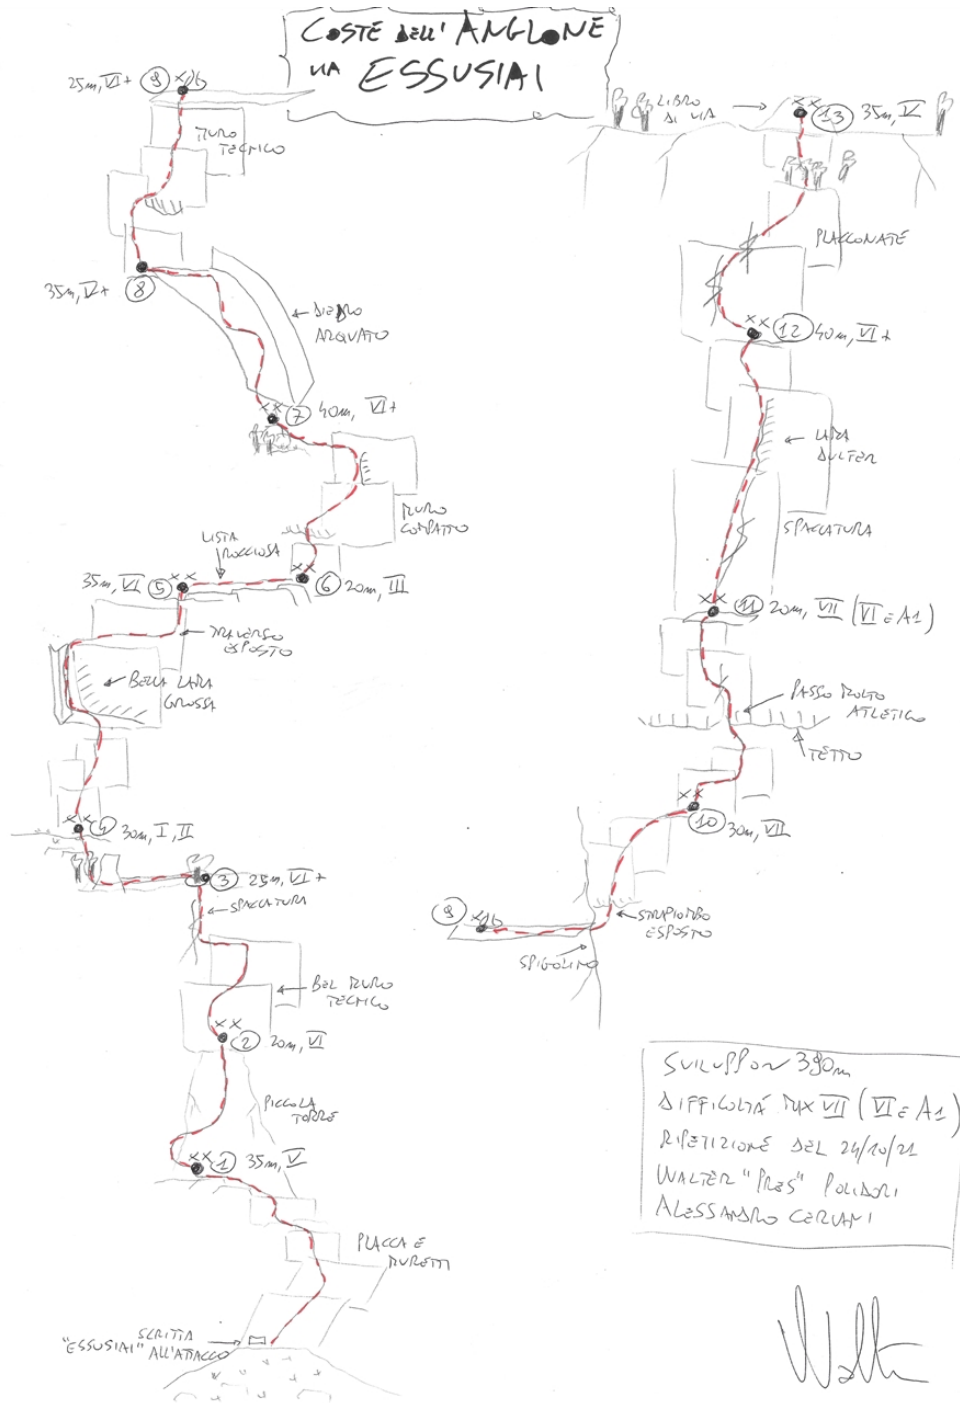 COSTE DELL'ANGLONE
VIA ESSUSIAI
25m, VI+ 9
MURO
TECNICO
35m, V+ 8
DIEDRO
ARQUATO
7 40m, VI+
MURO
COMPATTO
LISTA
ROCCIOSA
35m, VI 5
6 20m, III
TRAVERSO
ESPOSTO
BELLA LAMA
GROSSA
4 30m, I, II
3 25m, VI+
SPACCATURA
BEL MURO
TECNICO
2 20m, VI
PICCOLA
TORRE
1 35m, V
PLACCA E
MURETTI
SCRITTA
"ESSUSIAI" ALL'ATTACCO
LIBRO
DI VIA
13 35m, V
PLACCONATE
12 40m, VI+
LAMA
DULFER
SPACCATURA
11 20m, VII (VI E A1)
PASSO MOLTO
ATLETICO
TETTO
10 30m, VII
9
STRAPIOMBO
ESPOSTO
SPIGOLINO
SVILUPPO 390m
DIFFICOLTÀ MAX VII (VI E A1)
RIPETIZIONE DEL 24/10/21
WALTER "PRES" POLIDORI
ALESSANDRO CERIANI
Walter